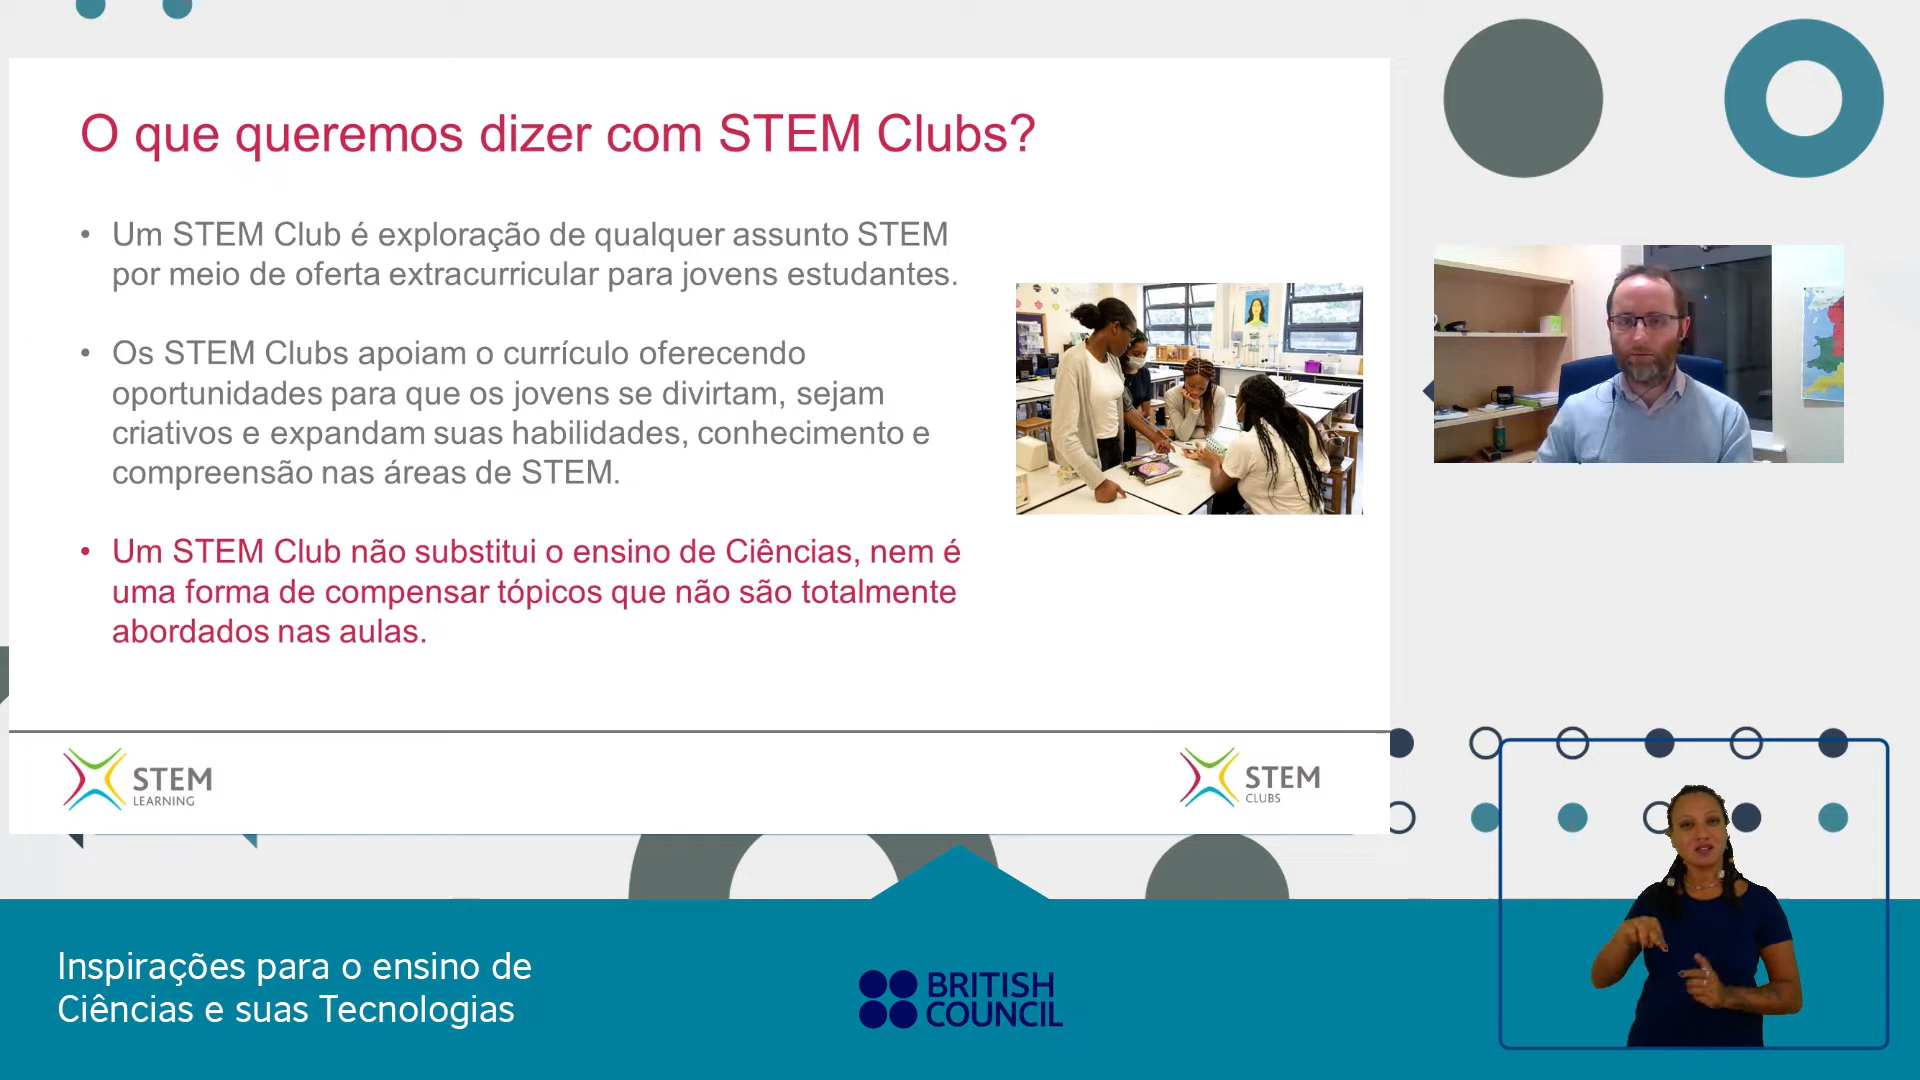 O que queremos dizer com STEM Clubs?
• Um STEM Club é exploração de qualquer assunto STEM
por meio de oferta extracurricular para jovens estudantes.
• Os STEM Clubs apoiam o currículo oferecendo
oportunidades para que os jovens se divirtam, sejam
criativos e expandam suas habilidades, conhecimento e
compreensão nas áreas de STEM.
• Um STEM Club não substitui o ensino de Ciências, nem é
uma forma de compensar tópicos que não são totalmente
abordados nas aulas.
STEM
LEARNING
STEM
CLUBS
Inspirações para o ensino de
Ciências e suas Tecnologias
BRITISH
COUNCIL